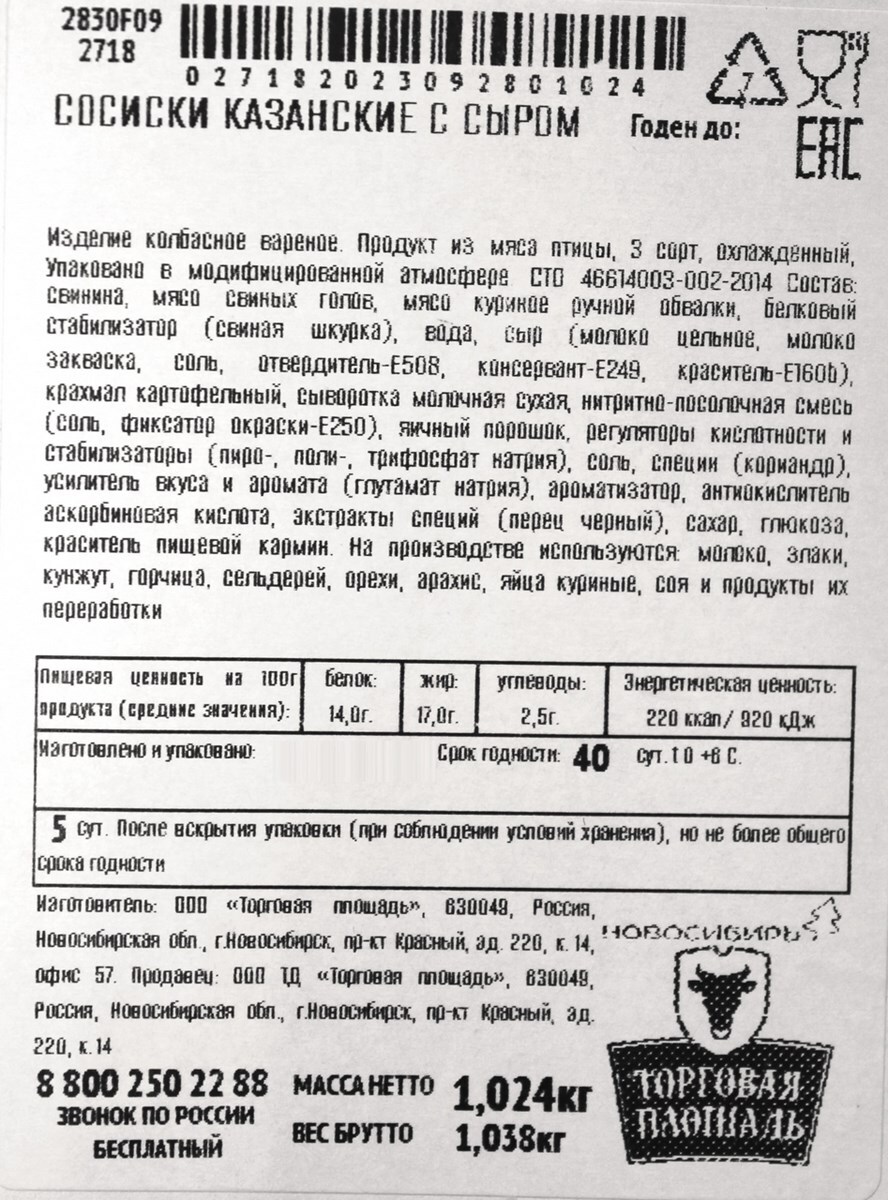 2830F09
2718
027182023092801024
7
СОСИСКИ КАЗАНСКИЕ С СЫРОМ
Годен до:
EAC
Изделие колбасное вареное. Продукт из мяса птицы, 3 сорт, охлажденный,
Упаковано в модифицированной атмосфере СТО 46614003-002-2014 Состав:
свинина, мясо свиных голов, мясо куриное ручной обвалки, белковый
стабилизатор (свиная шкурка), вода, сыр (молоко цельное, молоко
закваска, соль, отвердитель-Е508, консервант-Е249, краситель-Е160b),
крахмал картофельный, сыворотка молочная сухая, нитритно-посолочная смесь
(соль, фиксатор окраски-Е250), яичный порошок, регуляторы кислотности и
стабилизаторы (пиро-, поли-, трифосфат натрия), соль, специи (кориандр),
усилитель вкуса и аромата (глутамат натрия), ароматизатор, антиокислитель
аскорбиновая кислота, экстракты специй (перец черный), сахар, глюкоза,
краситель пищевой кармин. На производстве используются: молоко, злаки,
кунжут, горчица, сельдерей, орехи, арахис, яйца куриные, соя и продукты их
переработки
Пищевая ценность на 100г
продукта (средние значения):
белок:
14,0г.
жир:
17,0г.
углеводы:
2,5г.
Энергетическая ценность:
220 ккал/ 920 кДж
Изготовлено и упаковано:
Срок годности: 40 сут. t 0 +6 С.
5 сут. После вскрытия упаковки (при соблюдении условий хранения), но не более общего
срока годности
Изготовитель: ООО «Торговая площадь», 630049, Россия,
Новосибирская обл., г.Новосибирск, пр-кт Красный, зд. 220, к. 14,
офис 57. Продавец: ООО ТД «Торговая площадь», 630049,
Россия, Новосибирская обл., г.Новосибирск, пр-кт Красный, зд.
220, к.14
НОВОСИБИРЬ
ТОРГОВАЯ
ПЛОЩАДЬ
8 800 250 22 88
ЗВОНОК ПО РОССИИ
БЕСПЛАТНЫЙ
МАССА НЕТТО 1,024кг
ВЕС БРУТТО 1,038кг